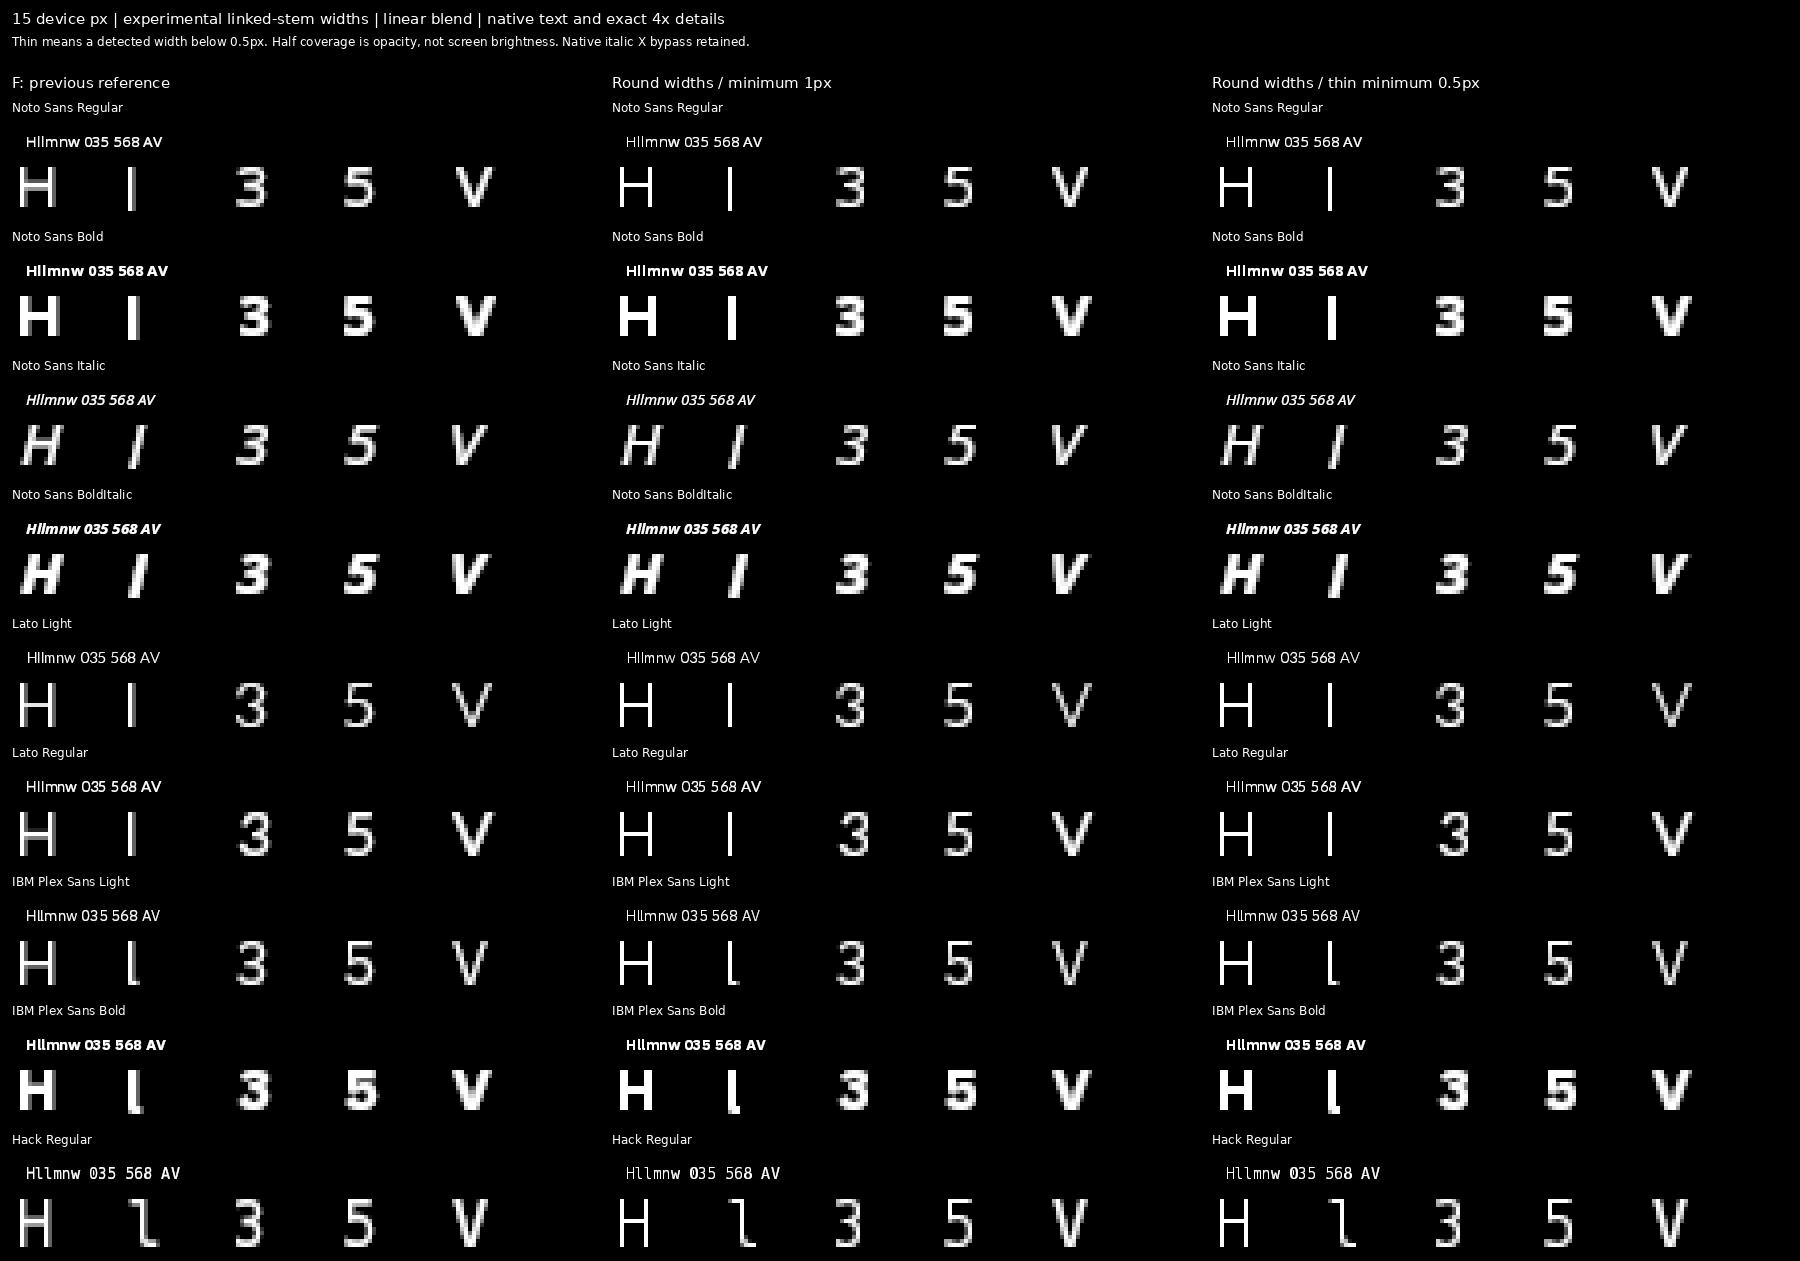 15 device px | experimental linked-stem widths | linear blend | native text and exact 4x details
Thin means a detected width below 0.5px. Half coverage is opacity, not screen brightness. Native italic X bypass retained.
F: previous reference Round widths / minimum 1px Round widths / thin minimum 0.5px
Noto Sans Regular Noto Sans Regular Noto Sans Regular
Hllmnw 035 568 AV Hllmnw 035 568 AV Hllmnw 035 568 AV
H l 3 5 V H l 3 5 V H l 3 5 V
Noto Sans Bold Noto Sans Bold Noto Sans Bold
Hllmnw 035 568 AV Hllmnw 035 568 AV Hllmnw 035 568 AV
H l 3 5 V H l 3 5 V H l 3 5 V
Noto Sans Italic Noto Sans Italic Noto Sans Italic
Hllmnw 035 568 AV Hllmnw 035 568 AV Hllmnw 035 568 AV
H l 3 5 V H l 3 5 V H l 3 5 V
Noto Sans BoldItalic Noto Sans BoldItalic Noto Sans BoldItalic
Hllmnw 035 568 AV Hllmnw 035 568 AV Hllmnw 035 568 AV
H l 3 5 V H l 3 5 V H l 3 5 V
Lato Light Lato Light Lato Light
Hllmnw 035 568 AV Hllmnw 035 568 AV Hllmnw 035 568 AV
H l 3 5 V H l 3 5 V H l 3 5 V
Lato Regular Lato Regular Lato Regular
Hllmnw 035 568 AV Hllmnw 035 568 AV Hllmnw 035 568 AV
H l 3 5 V H l 3 5 V H l 3 5 V
IBM Plex Sans Light IBM Plex Sans Light IBM Plex Sans Light
Hllmnw 035 568 AV Hllmnw 035 568 AV Hllmnw 035 568 AV
H l 3 5 V H l 3 5 V H l 3 5 V
IBM Plex Sans Bold IBM Plex Sans Bold IBM Plex Sans Bold
Hllmnw 035 568 AV Hllmnw 035 568 AV Hllmnw 035 568 AV
H l 3 5 V H l 3 5 V H l 3 5 V
Hack Regular Hack Regular Hack Regular
Hllmnw 035 568 AV Hllmnw 035 568 AV Hllmnw 035 568 AV
H l 3 5 V H l 3 5 V H l 3 5 V